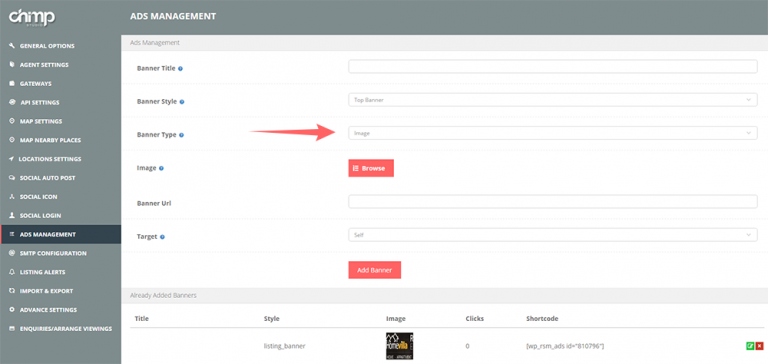 chimp
STUDIO
ADS MANAGEMENT
GENERAL OPTIONS
AGENT SETTINGS
GATEWAYS
API SETTINGS
MAP SETTINGS
MAP NEARBY PLACES
LOCATIONS SETTINGS
SOCIAL AUTO POST
SOCIAL ICON
SOCIAL LOGIN
ADS MANAGEMENT
SMTP CONFIGURATION
LISTING ALERTS
IMPORT & EXPORT
ADVANCE SETTINGS
ENQUIRIES/ARRANGE VIEWINGS
Ads Management
Banner Title
Banner Style
Top Banner
Banner Type
Image
Image
Browse
Banner Url
Target
Self
Add Banner
Already Added Banners
Title Style Image Clicks Shortcode
listing_banner 0 [wp_rsm_ads id="810796"]